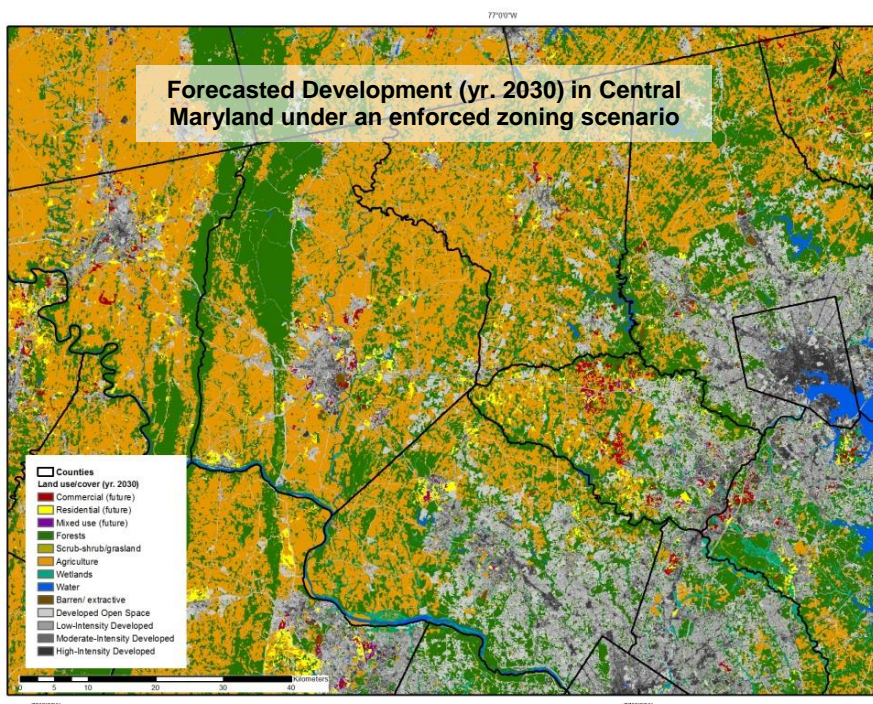 77°0'0"W
Forecasted Development (yr. 2030) in Central
Maryland under an enforced zoning scenario
N
Counties
Land use/cover (yr. 2030)
Commercial (future)
Residential (future)
Mixed use (future)
Forests
Scrub-shrub/grassland
Agriculture
Wetlands
Water
Barren/ extractive
Developed Open Space
Low-Intensity Developed
Moderate-Intensity Developed
High-Intensity Developed
Kilometers
0 5 10 20 30 40